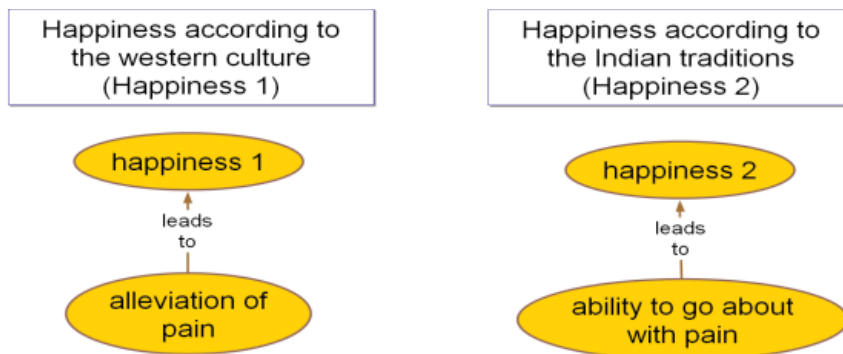 Happiness according to
the western culture
(Happiness 1)
Happiness according to
the Indian traditions
(Happiness 2)
happiness 1
leads
to
alleviation of
pain
happiness 2
leads
to
ability to go about
with pain